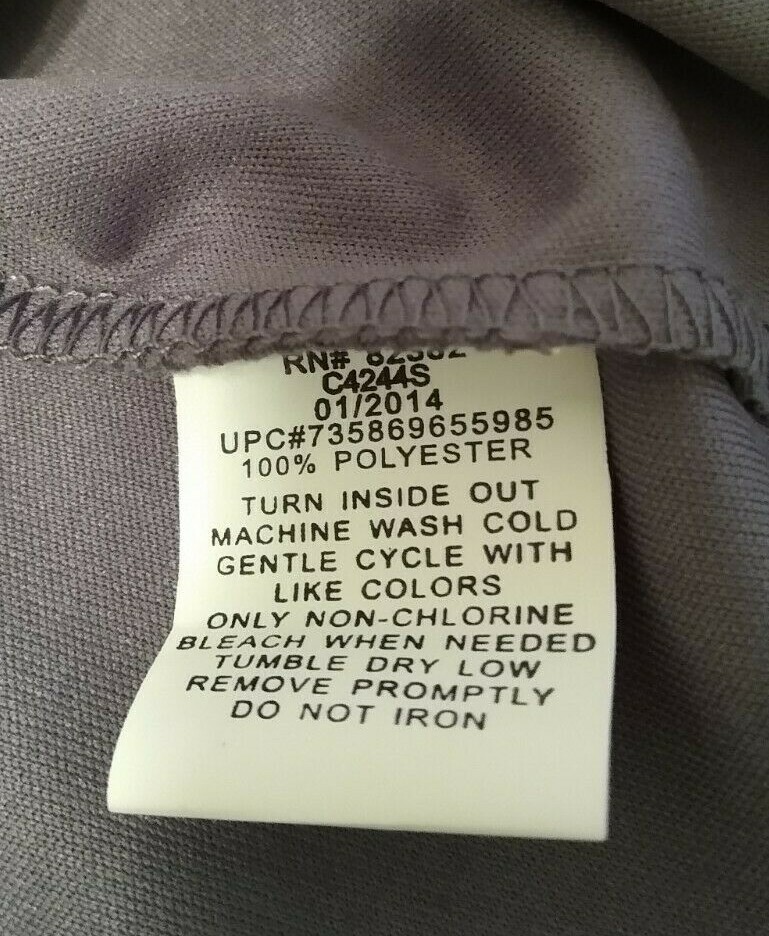 RN#
C4244S
01/2014
UPC#735869655985
100% POLYESTER
TURN INSIDE OUT
MACHINE WASH COLD
GENTLE CYCLE WITH
LIKE COLORS
ONLY NON-CHLORINE
BLEACH WHEN NEEDED
TUMBLE DRY LOW
REMOVE PROMPTLY
DO NOT IRON